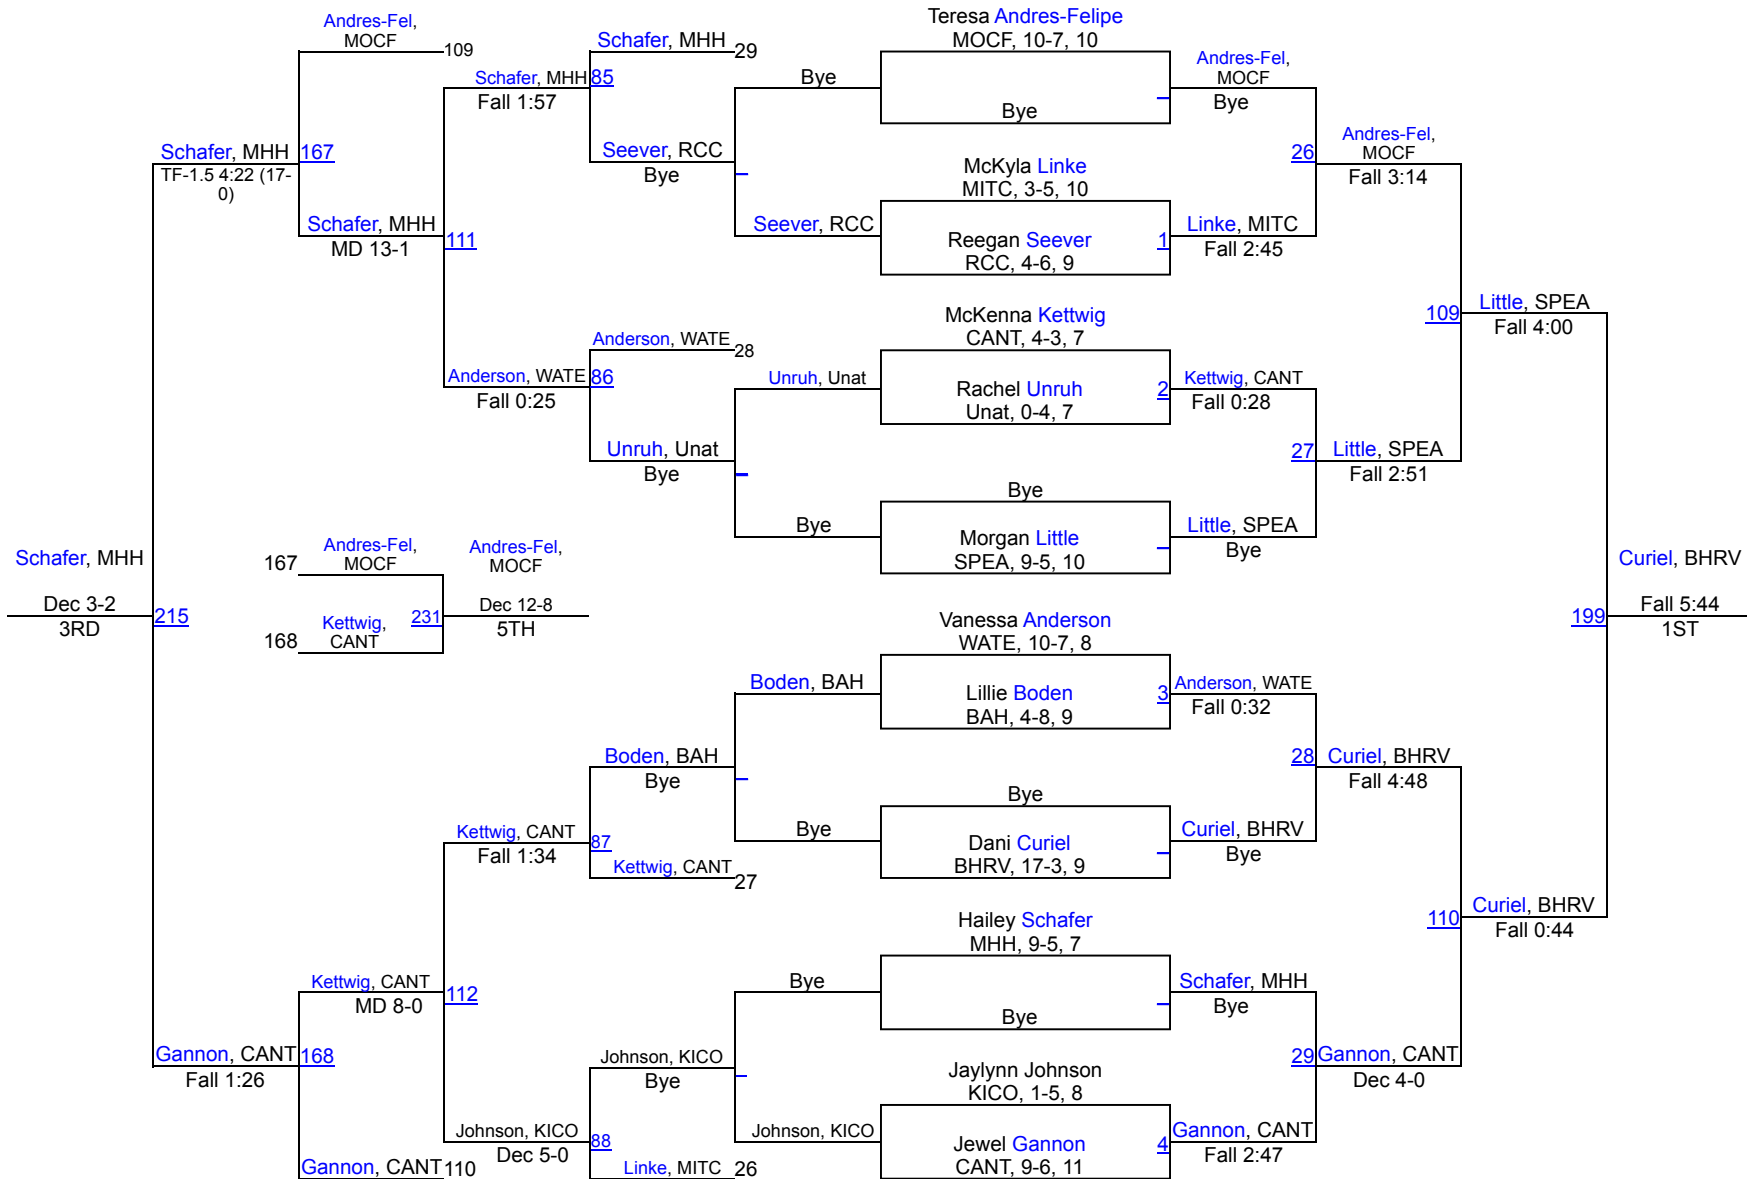 Teresa Andres-Felipe
MOCF, 10-7, 10
Andres-Fel,
MOCF
109
Schafer, MHH
29
Andres-Fel,
MOCF
Bye
Schafer, MHH
85
Fall 1:57
Bye
Bye
Andres-Fel,
MOCF
Fall 3:14
26
Schafer, MHH
167
TF-1.5 4:22 (17-
0)
Seever, RCC
Bye
McKyla Linke
MITC, 3-5, 10
Schafer, MHH
MD 13-1
111
Seever, RCC
Reegan Seever
RCC, 4-6, 9
1
Linke, MITC
Fall 2:45
McKenna Kettwig
CANT, 4-3, 7
109
Little, SPEA
Fall 4:00
Anderson, WATE
28
Anderson, WATE
86
Fall 0:25
Unruh, Unat
Rachel Unruh
Unat, 0-4, 7
2
Kettwig, CANT
Fall 0:28
Unruh, Unat
Bye
27
Little, SPEA
Fall 2:51
Bye
Bye
Morgan Little
SPEA, 9-5, 10
Little, SPEA
Bye
Schafer, MHH
Dec 3-2
3RD
215
167
Andres-Fel,
MOCF
168
Kettwig,
CANT
231
Andres-Fel,
MOCF
Dec 12-8
5TH
Curiel, BHRV
199
Fall 5:44
1ST
Vanessa Anderson
WATE, 10-7, 8
Boden, BAH
Lillie Boden
BAH, 4-8, 9
3
Anderson, WATE
Fall 0:32
Boden, BAH
Bye
28
Curiel, BHRV
Fall 4:48
Bye
Kettwig, CANT
Fall 1:34
87
Bye
Dani Curiel
BHRV, 17-3, 9
Curiel, BHRV
Bye
Kettwig, CANT
27
Hailey Schafer
MHH, 9-5, 7
110
Curiel, BHRV
Fall 0:44
Kettwig, CANT
MD 8-0
112
Bye
Bye
Schafer, MHH
Bye
Gannon, CANT
Fall 1:26
168
Johnson, KICO
Bye
Jaylynn Johnson
KICO, 1-5, 8
29
Gannon, CANT
Dec 4-0
Johnson, KICO
Dec 5-0
88
Johnson, KICO
Jewel Gannon
CANT, 9-6, 11
4
Gannon, CANT
Fall 2:47
Gannon, CANT
110
Linke, MITC
26